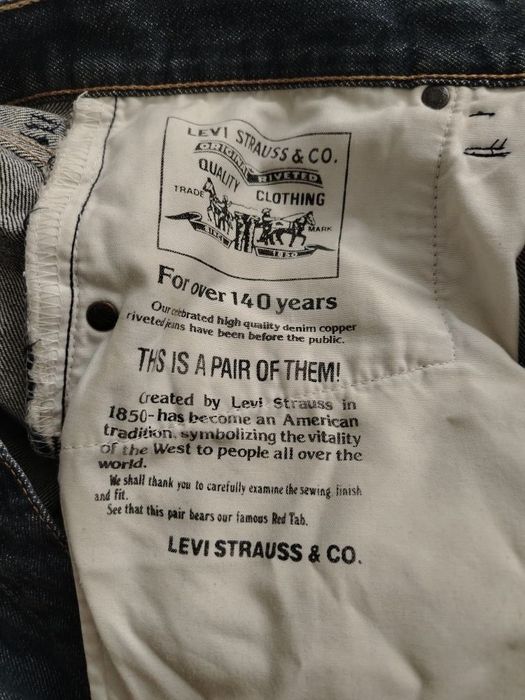 LEVI STRAUSS & CO.
ORIGINAL RIVETED
QUALITY CLOTHING
TRADE MARK
1850
For over 140 years
Our celebrated high quality denim copper
riveted jeans have been before the public.
THS IS A PAIR OF THEM!
Created by Levi Strauss in
1850-has become an American
tradition. symbolizing the vitality
of the West to people all over the
world.
We shall thank you to carefully examine the sewing. finish
and fit.
See that this pair bears our famous Red Tab.
LEVI STRAUSS & CO.